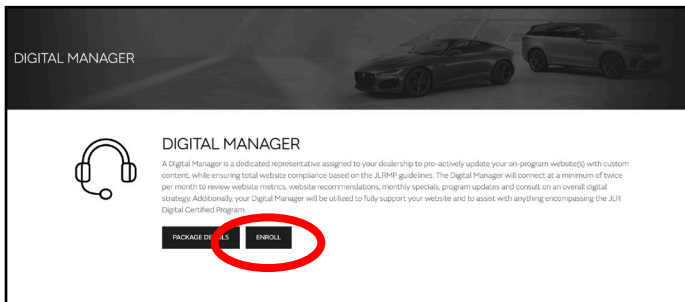 DIGITAL MANAGER
DIGITAL MANAGER
A Digital Manager is a dedicated representative assigned to your dealership to pro-actively update your on-program website(s) with custom
content, while ensuring total website compliance based on the JLRMP guidelines. The Digital Manager will connect at a minimum of twice
per month to review website metrics, website recommendations, monthly specials, program updates and consult on an overall digital
strategy. Additionally, your Digital Manager will be utilized to fully support your website and to assist with anything encompassing the JLR
Digital Certified Program.
PACKAGE DETAILS ENROLL